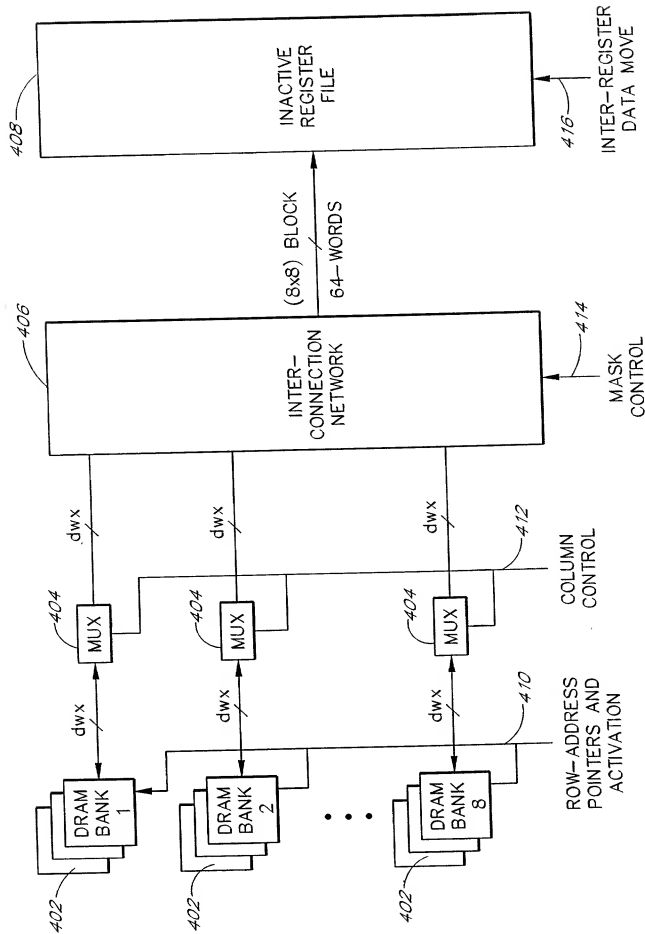 408
INACTIVE
REGISTER
FILE
416
INTER-REGISTER
DATA MOVE
(8x8) BLOCK
64-WORDS
406
INTER-
CONNECTION
NETWORK
414
MASK
CONTROL
dwx
dwx
dwx
404
MUX
404
MUX
404
MUX
412
COLUMN
CONTROL
dwx
dwx
dwx
402
DRAM
BANK
1
402
DRAM
BANK
2
402
DRAM
BANK
8
410
ROW-ADDRESS
POINTERS AND
ACTIVATION